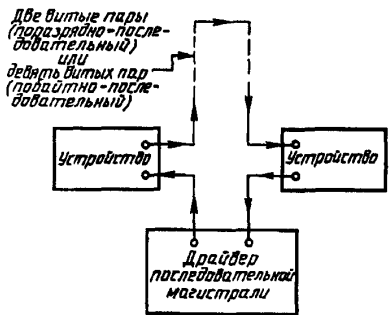 Две витые пары
(поразрядно-после-
довательный)
или
девять витых пар
(побайтно-после-
довательный)
Устройство
Устройство
Драйвер
последовательной
магистрали